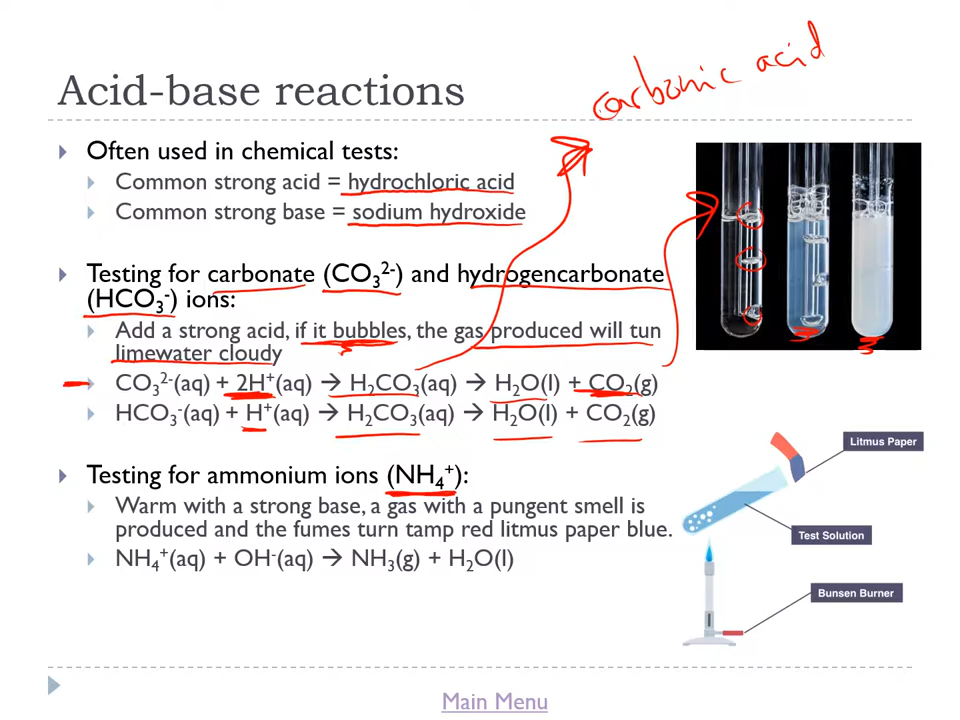 carbonic acid
Acid-base reactions
Often used in chemical tests:
Common strong acid = hydrochloric acid
Common strong base = sodium hydroxide
Testing for carbonate (CO₃²⁻) and hydrogencarbonate
(HCO₃⁻) ions:
Add a strong acid, if it bubbles, the gas produced will tun
limewater cloudy
CO₃²⁻(aq) + 2H⁺(aq) → H₂CO₃(aq) → H₂O(l) + CO₂(g)
HCO₃⁻(aq) + H⁺(aq) → H₂CO₃(aq) → H₂O(l) + CO₂(g)
Testing for ammonium ions (NH₄⁺):
Warm with a strong base, a gas with a pungent smell is
produced and the fumes turn tamp red litmus paper blue.
NH₄⁺(aq) + OH⁻(aq) → NH₃(g) + H₂O(l)
Litmus Paper
Test Solution
Bunsen Burner
Main Menu